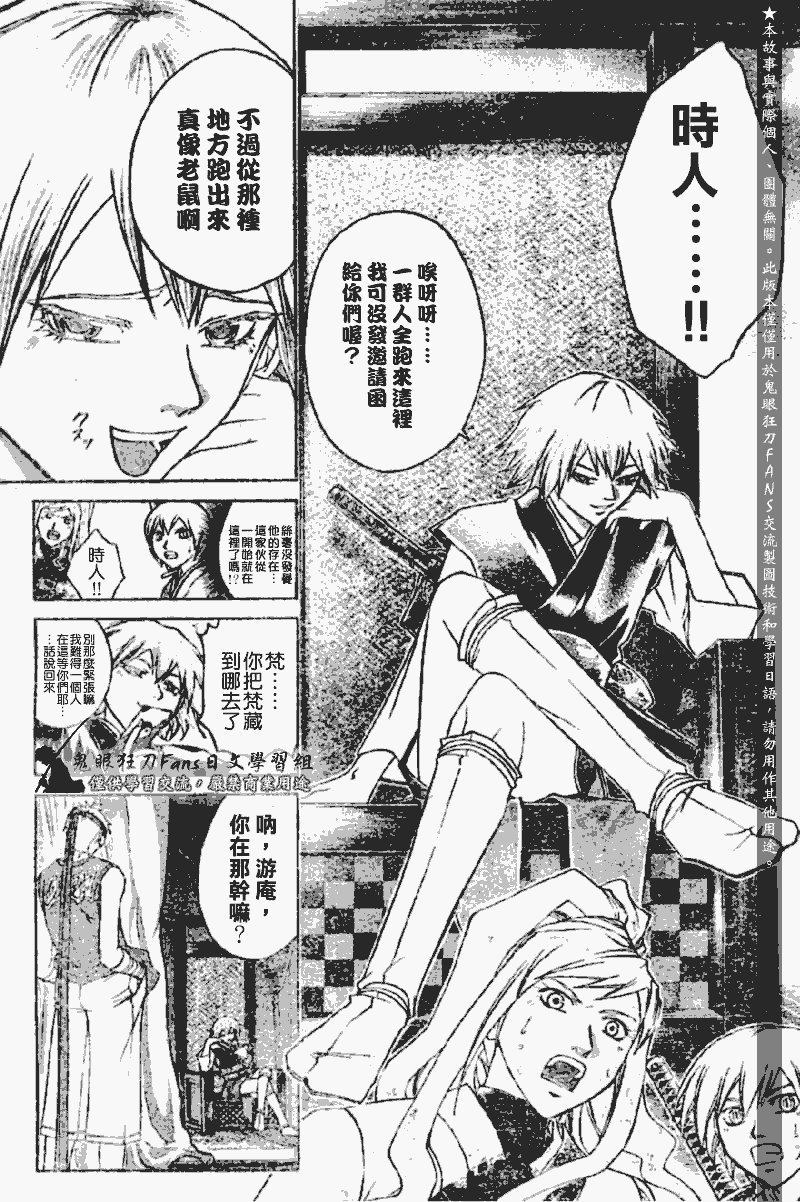 ★本故事與實際個人、團體無關。此版本僅僅用於鬼眼狂刀FANS交流製圖技術和學習日語，請勿用作其他用途。
時人……!!
唉呀呀……
一群人全跑來這裡
我可沒發邀請函
給你們喔？
不過從那種
地方跑出來
真像老鼠啊
クスッ
絲毫沒發覺
他的存在…
這家伙從
一開始就在
這裡了嗎!?
時人!!
梵……
你把梵藏
到哪去了
別那麼緊張嘛
我難得一個人
在這等你們耶…
…話說回來
鬼眼狂刀Fans日文學習組
僅供學習交流，嚴禁商業用途
吶，游庵，
你在那幹嘛？